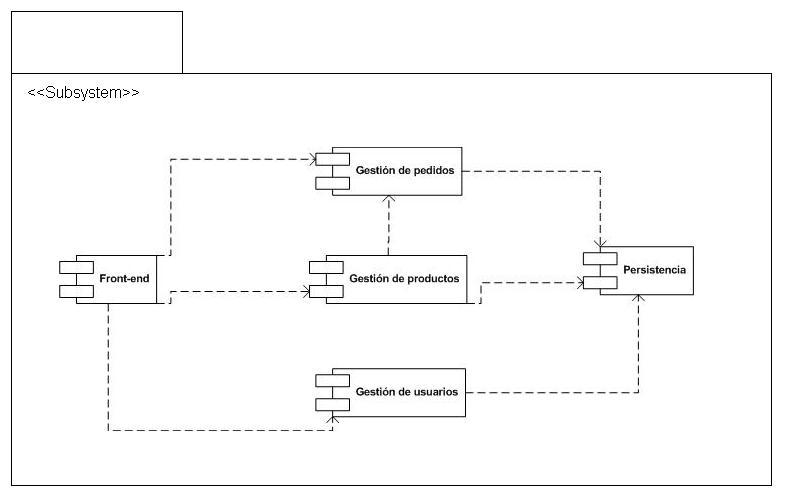 <<Subsystem>>
Gestión de pedidos
Front-end
Gestión de productos
Persistencia
Gestión de usuarios